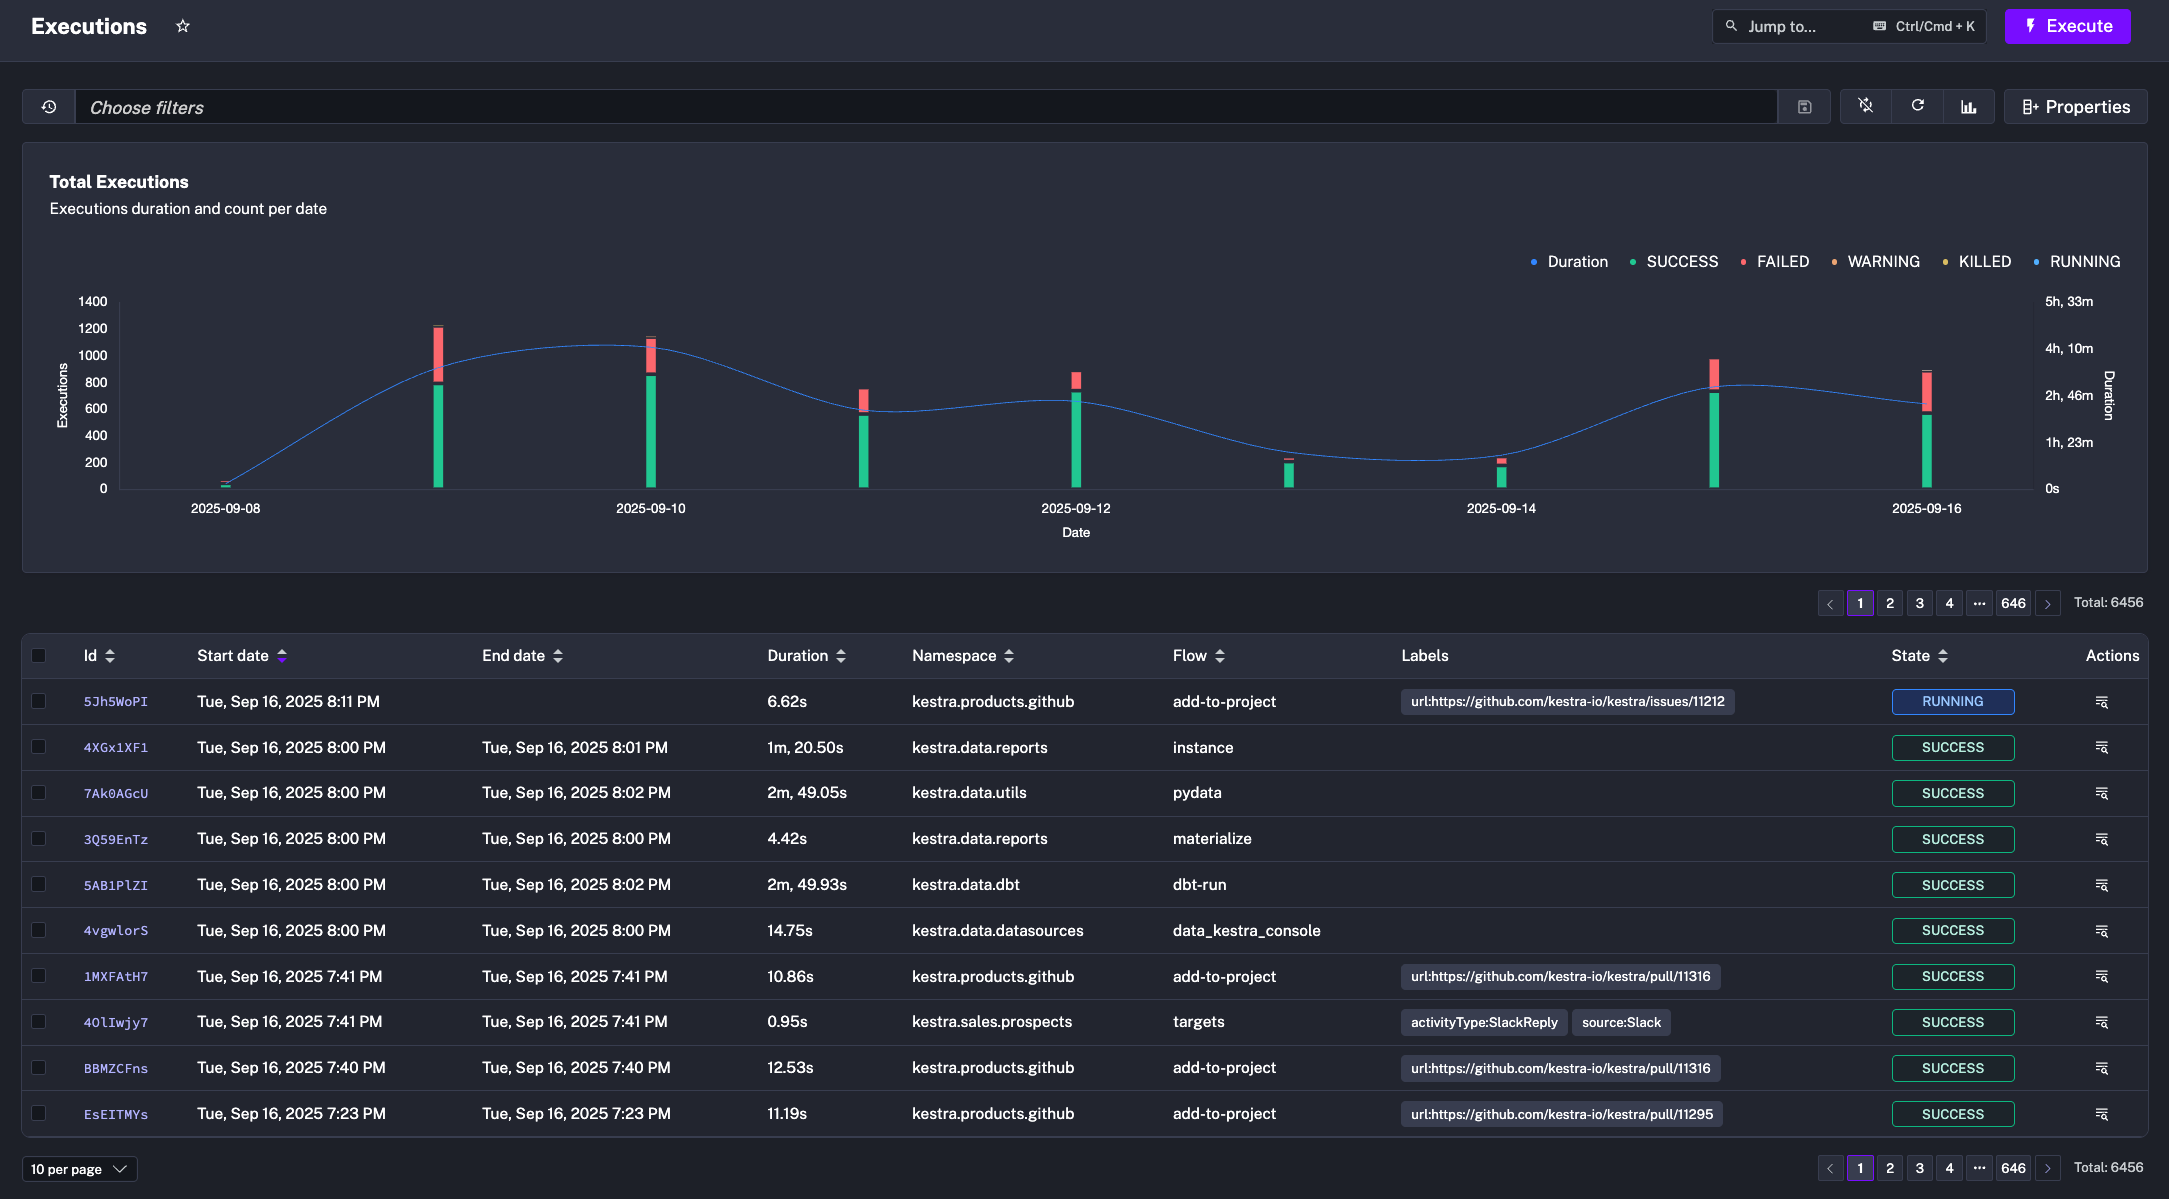 Executions
Jump to... Ctrl/Cmd + K
Execute
Choose filters
Properties
Total Executions
Executions duration and count per date
Duration SUCCESS FAILED WARNING KILLED RUNNING
1400 5h, 33m
1200
1000 4h, 10m
800
600 2h, 46m
400
200 1h, 23m
0 0s
Executions
Duration
2025-09-08 2025-09-10 2025-09-12 2025-09-14 2025-09-16
Date
1 2 3 4 ••• 646 Total: 6456
Id Start date End date Duration Namespace Flow Labels State Actions
5Jh5WoPI Tue, Sep 16, 2025 8:11 PM 6.62s kestra.products.github add-to-project url:https://github.com/kestra-io/kestra/issues/11212 RUNNING
4XGx1XF1 Tue, Sep 16, 2025 8:00 PM Tue, Sep 16, 2025 8:01 PM 1m, 20.50s kestra.data.reports instance SUCCESS
7Ak0AGcU Tue, Sep 16, 2025 8:00 PM Tue, Sep 16, 2025 8:02 PM 2m, 49.05s kestra.data.utils pydata SUCCESS
3Q59EnTz Tue, Sep 16, 2025 8:00 PM Tue, Sep 16, 2025 8:00 PM 4.42s kestra.data.reports materialize SUCCESS
5AB1PlZI Tue, Sep 16, 2025 8:00 PM Tue, Sep 16, 2025 8:02 PM 2m, 49.93s kestra.data.dbt dbt-run SUCCESS
4vgwlorS Tue, Sep 16, 2025 8:00 PM Tue, Sep 16, 2025 8:00 PM 14.75s kestra.data.datasources data_kestra_console SUCCESS
1MXFAtH7 Tue, Sep 16, 2025 7:41 PM Tue, Sep 16, 2025 7:41 PM 10.86s kestra.products.github add-to-project url:https://github.com/kestra-io/kestra/pull/11316 SUCCESS
4OlIwjy7 Tue, Sep 16, 2025 7:41 PM Tue, Sep 16, 2025 7:41 PM 0.95s kestra.sales.prospects targets activityType:SlackReply source:Slack SUCCESS
BBMZCFns Tue, Sep 16, 2025 7:40 PM Tue, Sep 16, 2025 7:40 PM 12.53s kestra.products.github add-to-project url:https://github.com/kestra-io/kestra/pull/11316 SUCCESS
EsEITMYs Tue, Sep 16, 2025 7:23 PM Tue, Sep 16, 2025 7:23 PM 11.19s kestra.products.github add-to-project url:https://github.com/kestra-io/kestra/pull/11295 SUCCESS
10 per page 1 2 3 4 ••• 646 Total: 6456